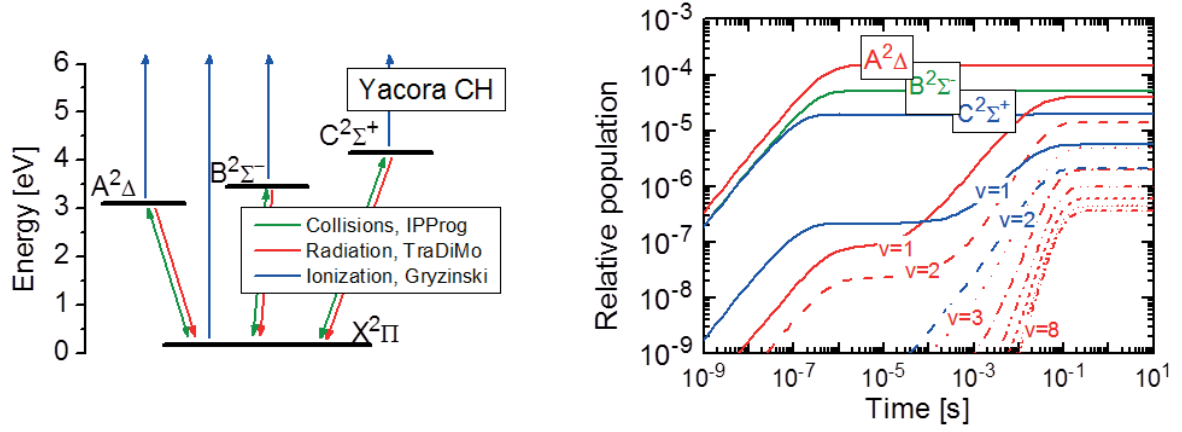 6
5
4
3
2
1
0
Energy [eV]
Yacora CH
C²Σ⁺
B²Σ⁻
A²Δ
X²Π
Collisions, IPProg
Radiation, TraDiMo
Ionization, Gryzinski
10⁻³
10⁻⁴
10⁻⁵
10⁻⁶
10⁻⁷
10⁻⁸
10⁻⁹
Relative population
A²Δ
B²Σ⁻
C²Σ⁺
v=1
v=2
v=1
v=2
v=3
v=8
10⁻⁹ 10⁻⁷ 10⁻⁵ 10⁻³ 10⁻¹ 10¹
Time [s]